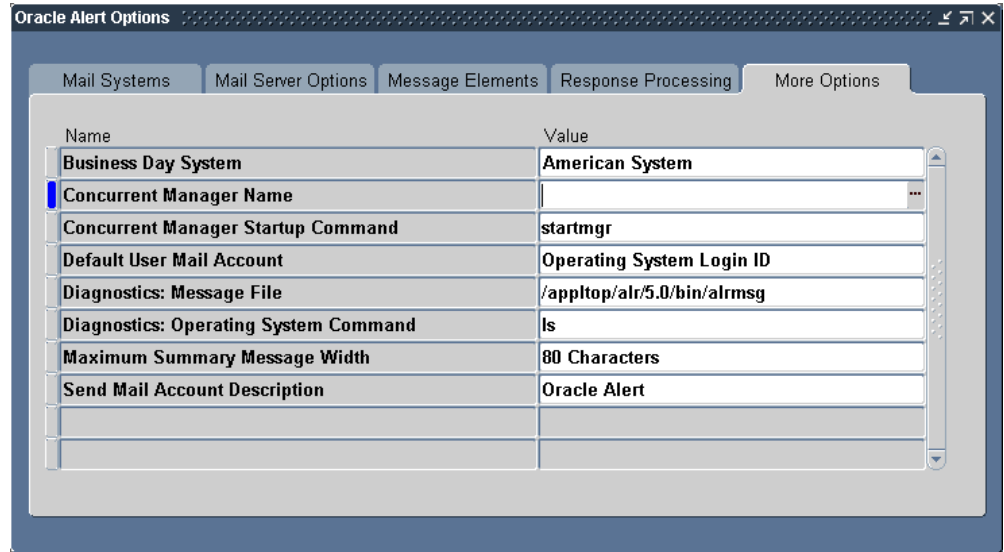 Oracle Alert Options
Mail Systems Mail Server Options Message Elements Response Processing More Options
Name Value
Business Day System American System
Concurrent Manager Name
Concurrent Manager Startup Command startmgr
Default User Mail Account Operating System Login ID
Diagnostics: Message File /appltop/alr/5.0/bin/alrmsg
Diagnostics: Operating System Command ls
Maximum Summary Message Width 80 Characters
Send Mail Account Description Oracle Alert